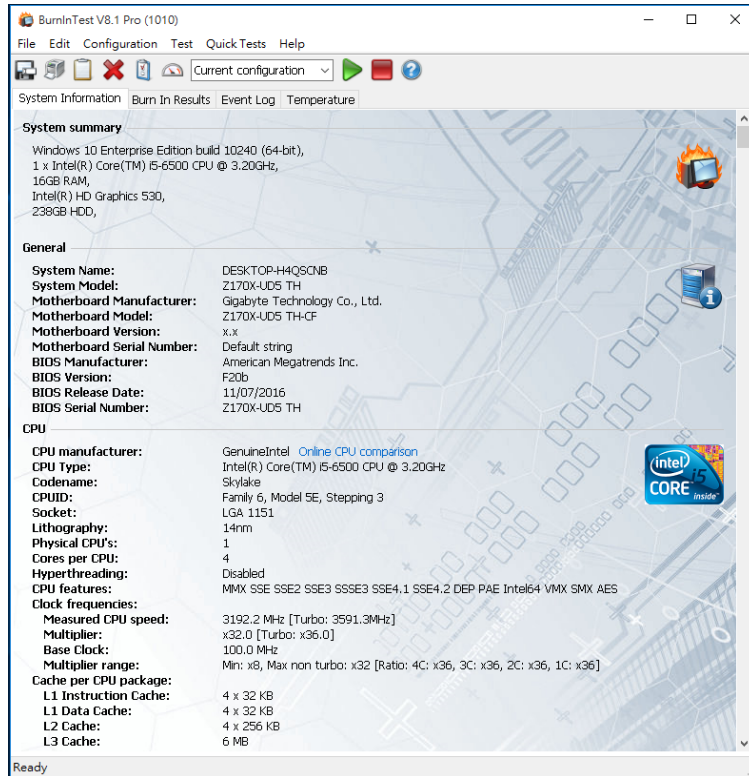 BurnInTest V8.1 Pro (1010)
File Edit Configuration Test Quick Tests Help
Current configuration
System Information Burn In Results Event Log Temperature
System summary
Windows 10 Enterprise Edition build 10240 (64-bit),
1 x Intel(R) Core(TM) i5-6500 CPU @ 3.20GHz,
16GB RAM,
Intel(R) HD Graphics 530,
238GB HDD,
General
System Name: DESKTOP-H4QSCNB
System Model: Z170X-UD5 TH
Motherboard Manufacturer: Gigabyte Technology Co., Ltd.
Motherboard Model: Z170X-UD5 TH-CF
Motherboard Version: x.x
Motherboard Serial Number: Default string
BIOS Manufacturer: American Megatrends Inc.
BIOS Version: F20b
BIOS Release Date: 11/07/2016
BIOS Serial Number: Z170X-UD5 TH
CPU
CPU manufacturer: GenuineIntel Online CPU comparison
CPU Type: Intel(R) Core(TM) i5-6500 CPU @ 3.20GHz
Codename: Skylake
CPUID: Family 6, Model 5E, Stepping 3
Socket: LGA 1151
Lithography: 14nm
Physical CPU's: 1
Cores per CPU: 4
Hyperthreading: Disabled
CPU features: MMX SSE SSE2 SSE3 SSSE3 SSE4.1 SSE4.2 DEP PAE Intel64 VMX SMX AES
Clock frequencies:
Measured CPU speed: 3192.2 MHz [Turbo: 3591.3MHz]
Multiplier: x32.0 [Turbo: x36.0]
Base Clock: 100.0 MHz
Multiplier range: Min: x8, Max non turbo: x32 [Ratio: 4C: x36, 3C: x36, 2C: x36, 1C: x36]
Cache per CPU package:
L1 Instruction Cache: 4 x 32 KB
L1 Data Cache: 4 x 32 KB
L2 Cache: 4 x 256 KB
L3 Cache: 6 MB
intel i5
CORE inside
Ready